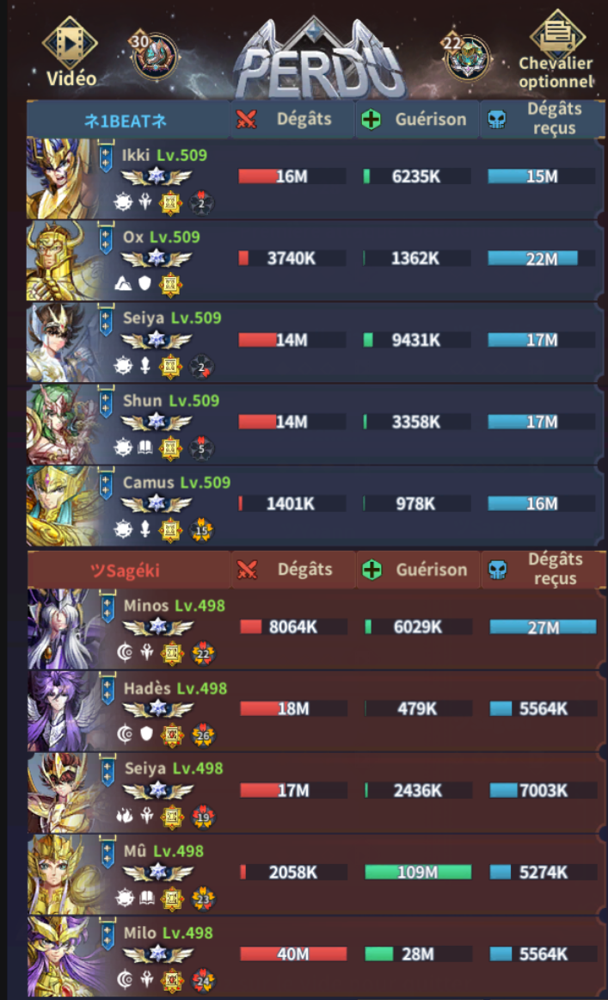 30
22
PERDU
Vidéo
Chevalier optionnel
ネ1BEATネ Dégâts Guérison Dégâts reçus
Ikki Lv.509
16M 6235K 15M
2
Ox Lv.509
3740K 1362K 22M
Seiya Lv.509
14M 9431K 17M
2
Shun Lv.509
14M 3358K 17M
5
Camus Lv.509
1401K 978K 16M
15
ツSagéki Dégâts Guérison Dégâts reçus
Minos Lv.498
8064K 6029K 27M
22
Hadès Lv.498
18M 479K 5564K
26
Seiya Lv.498
17M 2436K 7003K
19
Mû Lv.498
2058K 109M 5274K
23
Milo Lv.498
40M 28M 5564K
24